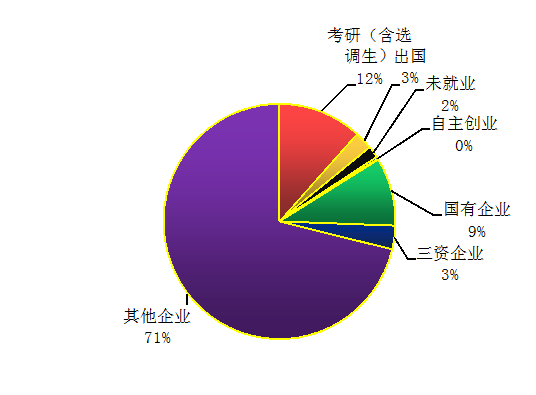 考研（含选
调生）出国
12%
3%
未就业
2%
自主创业
0%
国有企业
9%
三资企业
3%
其他企业
71%